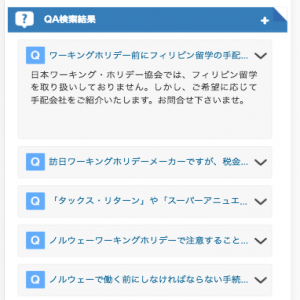 QA検索結果
Q ワーキングホリデー前にフィリピン留学の手配...
日本ワーキング・ホリデー協会では、フィリピン留学
を取り扱いしておりません。しかし、ご希望に応じて
手配会社をご紹介いたします。お問合せ下さいませ。
Q 訪日ワーキングホリデーメーカーですが、税金...
Q 「タックス・リターン」や「スーパーアニュエ...
Q ノルウェーワーキングホリデーで注意すること...
Q ノルウェーで働く前にしなければならない手続...